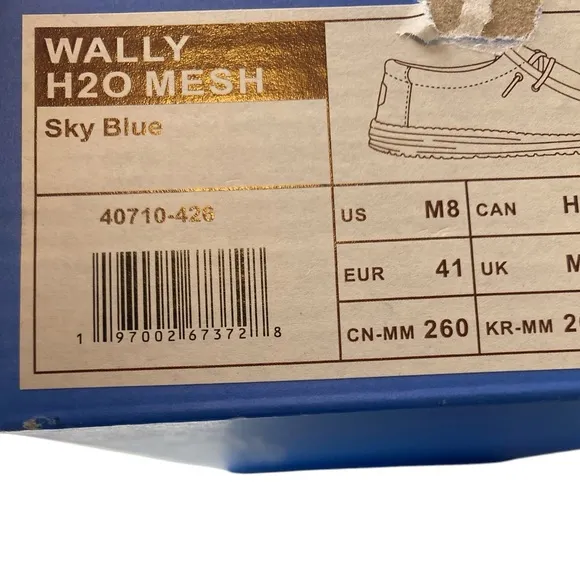 WALLY
H2O MESH
Sky Blue
40710-426
US M8 CAN
EUR 41 UK
CN-MM 260 KR-MM
1 97002 67372 8